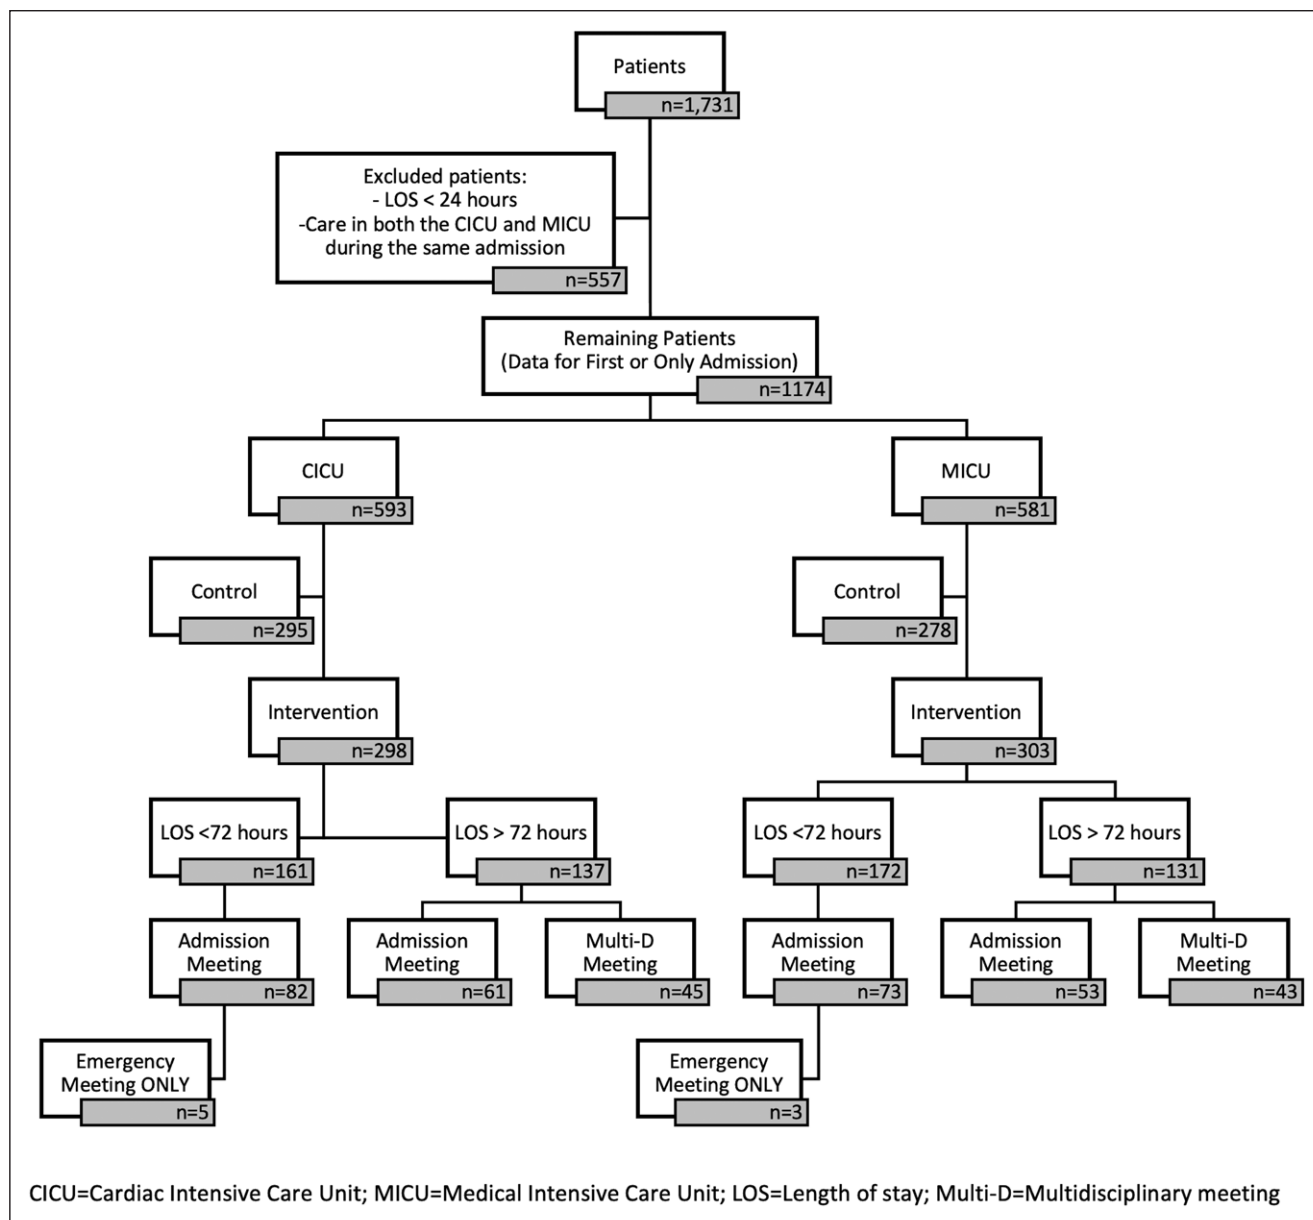 Patients
n=1,731
Excluded patients:
- LOS < 24 hours
-Care in both the CICU and MICU
during the same admission
n=557
Remaining Patients
(Data for First or Only Admission)
n=1174
CICU
n=593
MICU
n=581
Control
n=295
Control
n=278
Intervention
n=298
Intervention
n=303
LOS <72 hours
n=161
LOS > 72 hours
n=137
LOS <72 hours
n=172
LOS > 72 hours
n=131
Admission
Meeting
n=82
Admission
Meeting
n=61
Multi-D
Meeting
n=45
Admission
Meeting
n=73
Admission
Meeting
n=53
Multi-D
Meeting
n=43
Emergency
Meeting ONLY
n=5
Emergency
Meeting ONLY
n=3
CICU=Cardiac Intensive Care Unit; MICU=Medical Intensive Care Unit; LOS=Length of stay; Multi-D=Multidisciplinary meeting